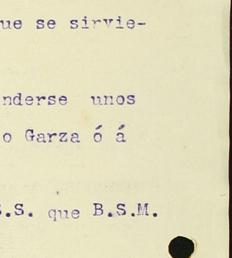 ue se sirvie-
nderse unos
o Garza ó á
.S. que B.S.M.